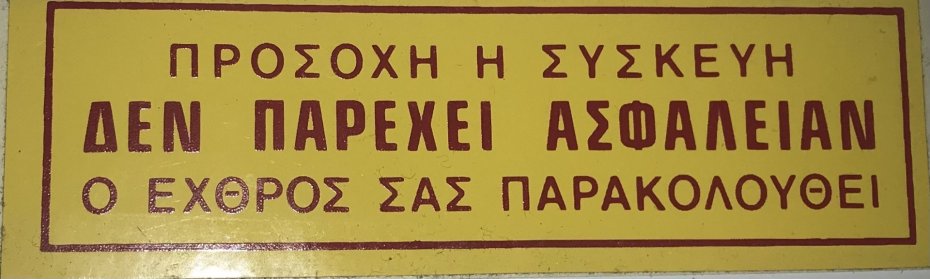 ΠΡΟΣΟΧΗ Η ΣΥΣΚΕΥΗ
ΔΕΝ ΠΑΡΕΧΕΙ ΑΣΦΑΛΕΙΑΝ
Ο ΕΧΘΡΟΣ ΣΑΣ ΠΑΡΑΚΟΛΟΥΘΕΙ